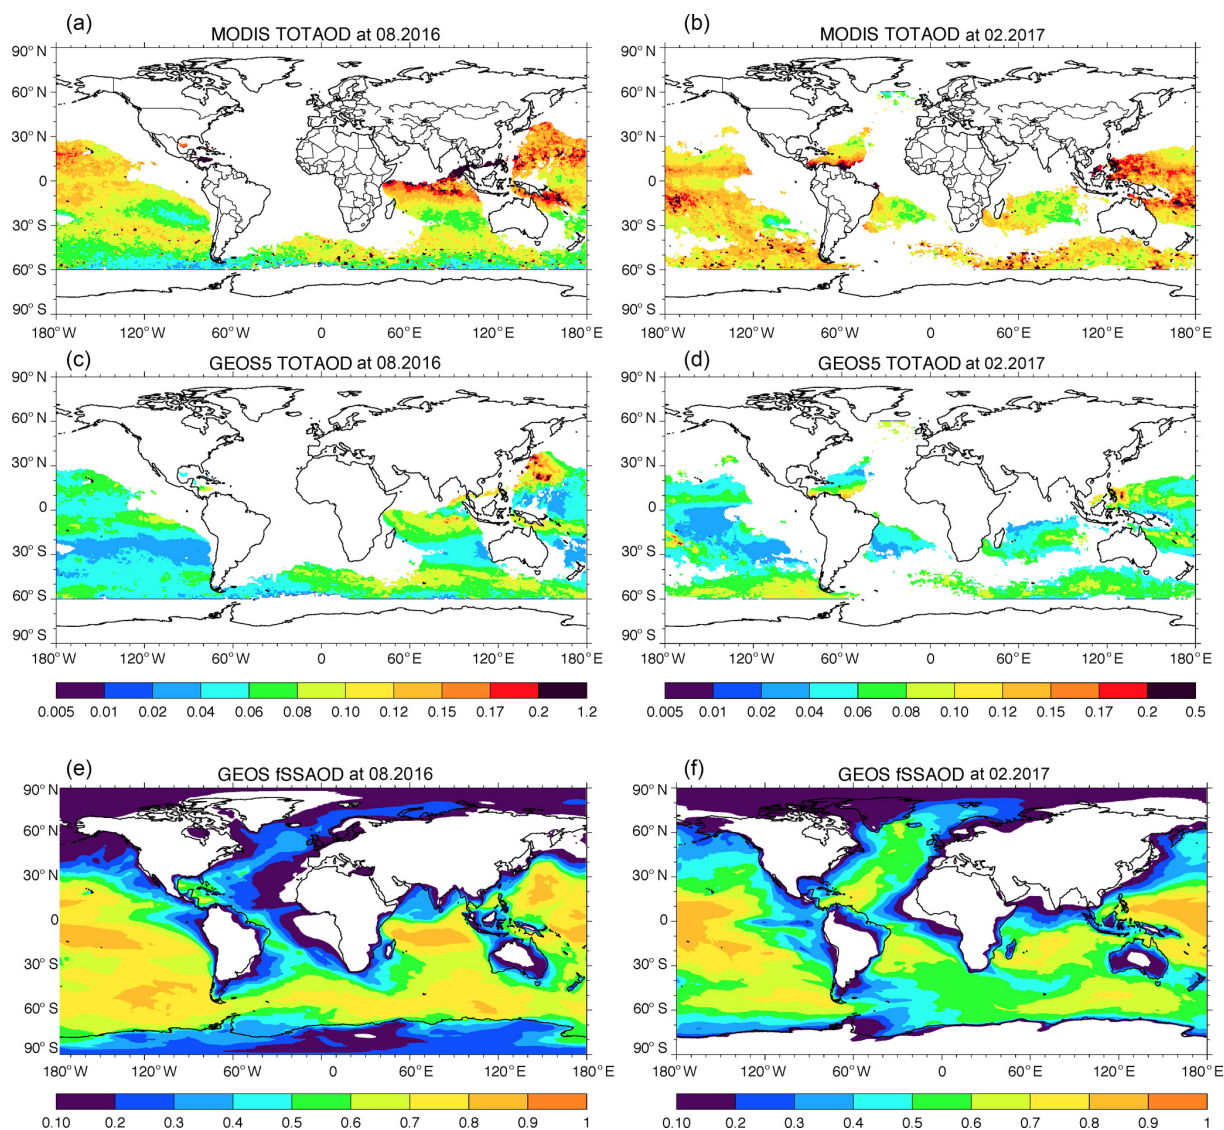 (a) (b)
MODIS TOTAOD at 08.2016 MODIS TOTAOD at 02.2017
90° N 90° N
60° N 60° N
30° N 30° N
0 0
30° S 30° S
60° S 60° S
90° S 90° S
180° W 120° W 60° W 0 60° E 120° E 180° E 180° W 120° W 60° W 0 60° E 120° E 180° E
(c) (d)
GEOS5 TOTAOD at 08.2016 GEOS5 TOTAOD at 02.2017
90° N 90° N
60° N 60° N
30° N 30° N
0 0
30° S 30° S
60° S 60° S
90° S 90° S
180° W 120° W 60° W 0 60° E 120° E 180° E 180° W 120° W 60° W 0 60° E 120° E 180° E
0.005 0.01 0.02 0.04 0.06 0.08 0.10 0.12 0.15 0.17 0.2 1.2 0.005 0.01 0.02 0.04 0.06 0.08 0.10 0.12 0.15 0.17 0.2 0.5
(e) (f)
GEOS fSSAOD at 08.2016 GEOS fSSAOD at 02.2017
90° N 90° N
60° N 60° N
30° N 30° N
0 0
30° S 30° S
60° S 60° S
90° S 90° S
180° W 120° W 60° W 0 60° E 120° E 180° E 180° W 120° W 60° W 0 60° E 120° E 180° E
0.10 0.2 0.3 0.4 0.5 0.6 0.7 0.8 0.9 1 0.10 0.2 0.3 0.4 0.5 0.6 0.7 0.8 0.9 1